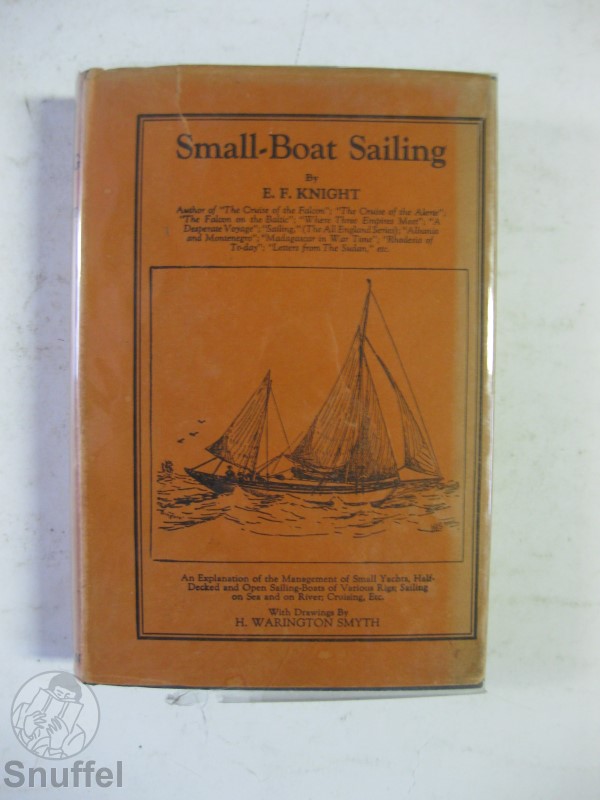 Small-Boat Sailing
By
E. F. KNIGHT
Author of "The Cruise of the Falcon"; "The Cruise of the Alerte";
"The Falcon on the Baltic"; "Where Three Empires Meet"; "A
Desperate Voyage"; "Sailing," (The All England Series); "Albania
and Montenegro"; "Madagascar in War Time"; "Rhodesia of
To-day"; "Letters from The Sudan," etc.
An Explanation of the Management of Small Yachts, Half-
Decked and Open Sailing-Boats of Various Rigs; Sailing
on Sea and on River; Cruising, Etc.
With Drawings By
H. WARINGTON SMYTH
Snuffel